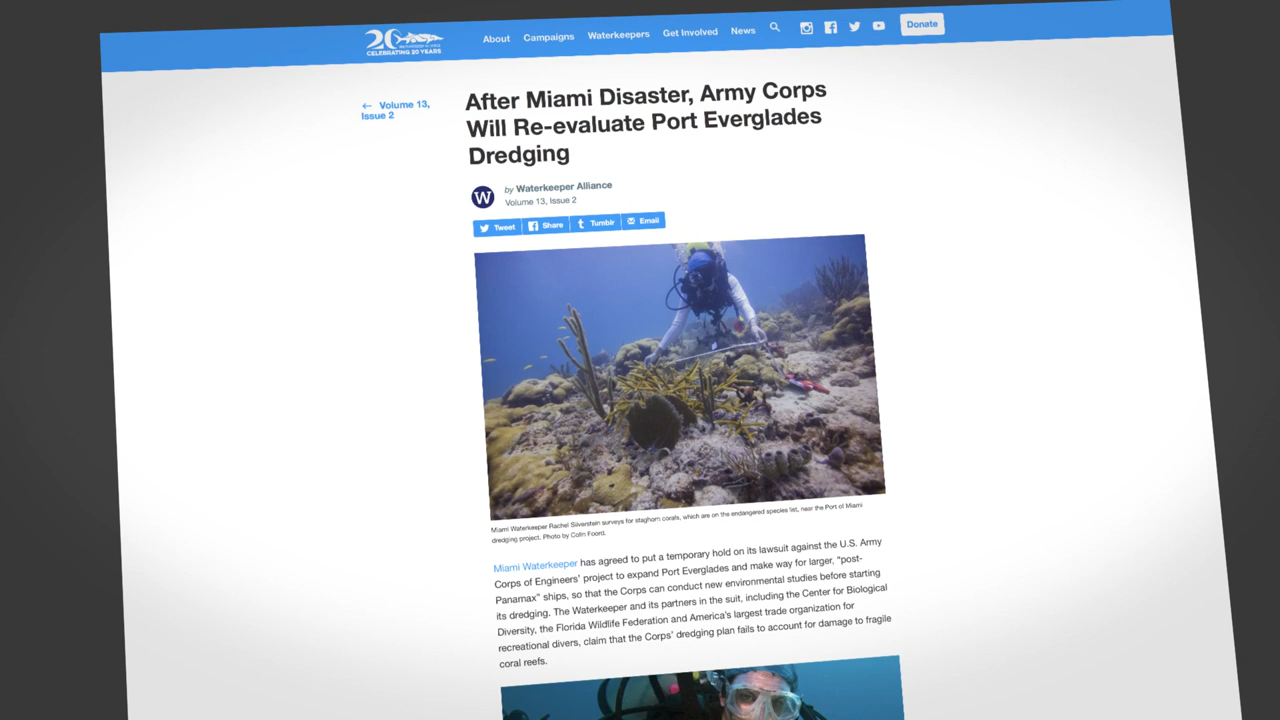 20
CELEBRATING 20 YEARS
About Campaigns Waterkeepers Get Involved News Donate
← Volume 13,
Issue 2
After Miami Disaster, Army Corps
Will Re-evaluate Port Everglades
Dredging
W
by Waterkeeper Alliance
Volume 13, Issue 2
Tweet Share Tumblr Email
Miami Waterkeeper Rachel Silverstein surveys for staghorn corals, which are on the endangered species list, near the Port of Miami
dredging project. Photo by Colin Foord.
Miami Waterkeeper has agreed to put a temporary hold on its lawsuit against the U.S. Army
Corps of Engineers' project to expand Port Everglades and make way for larger, "post-
Panamax" ships, so that the Corps can conduct new environmental studies before starting
its dredging. The Waterkeeper and its partners in the suit, including the Center for Biological
Diversity, the Florida Wildlife Federation and America's largest trade organization for
recreational divers, claim that the Corps' dredging plan fails to account for damage to fragile
coral reefs.